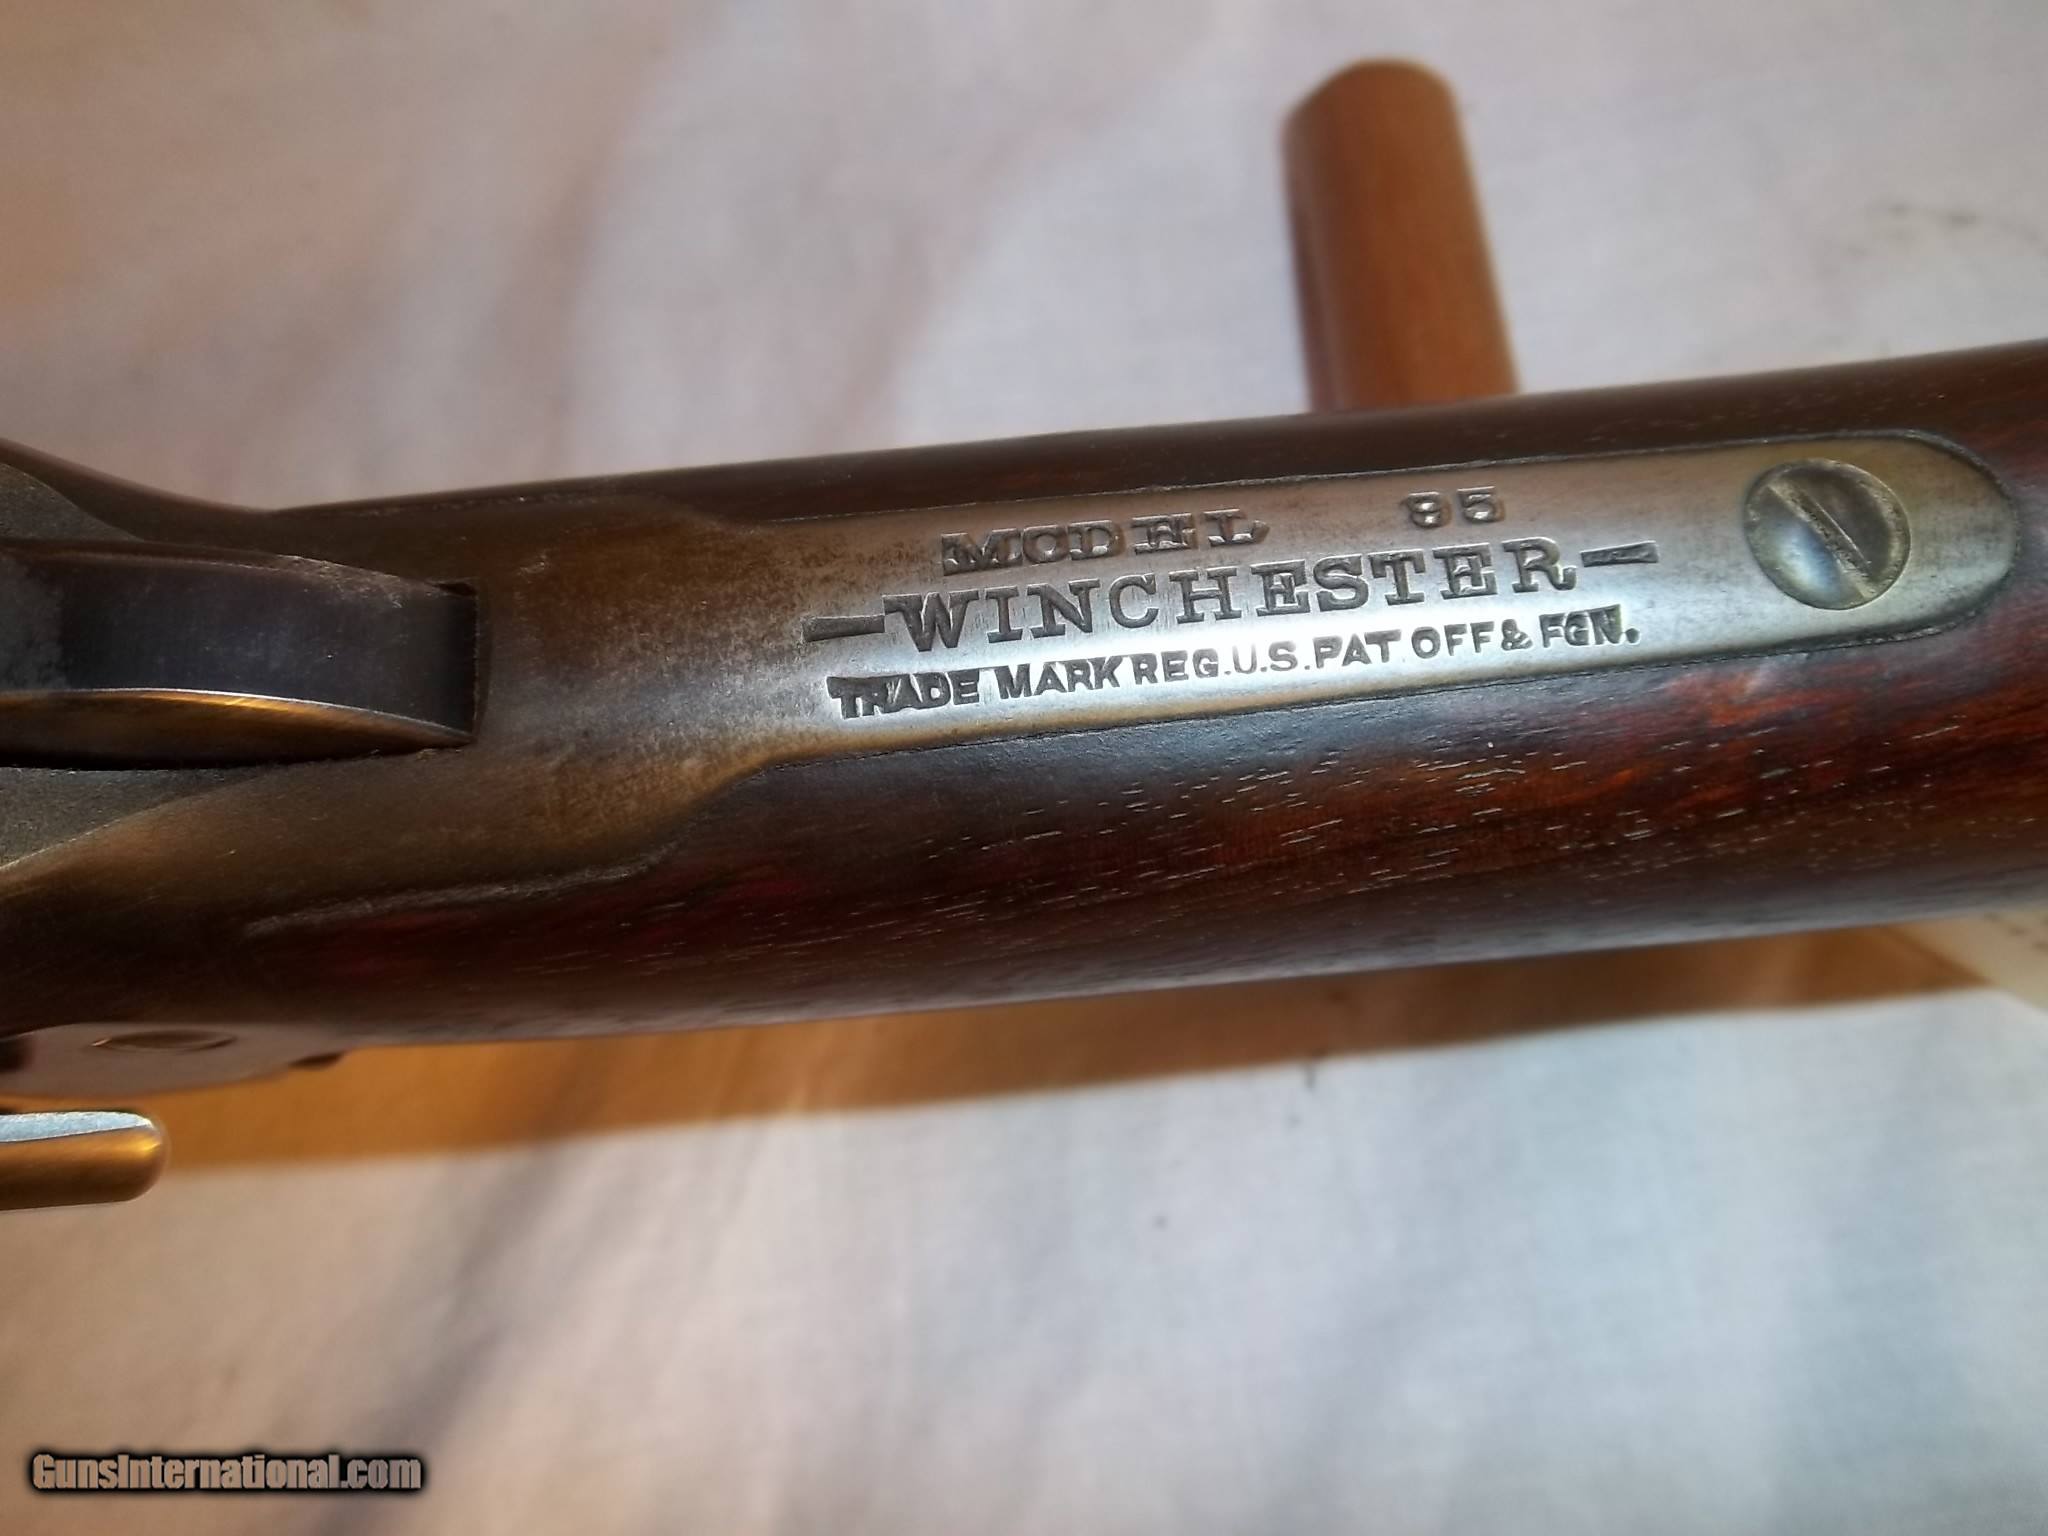 MODEL 95
—WINCHESTER—
TRADE MARK REG. U.S. PAT OFF & FGN.
GunsInternational.com